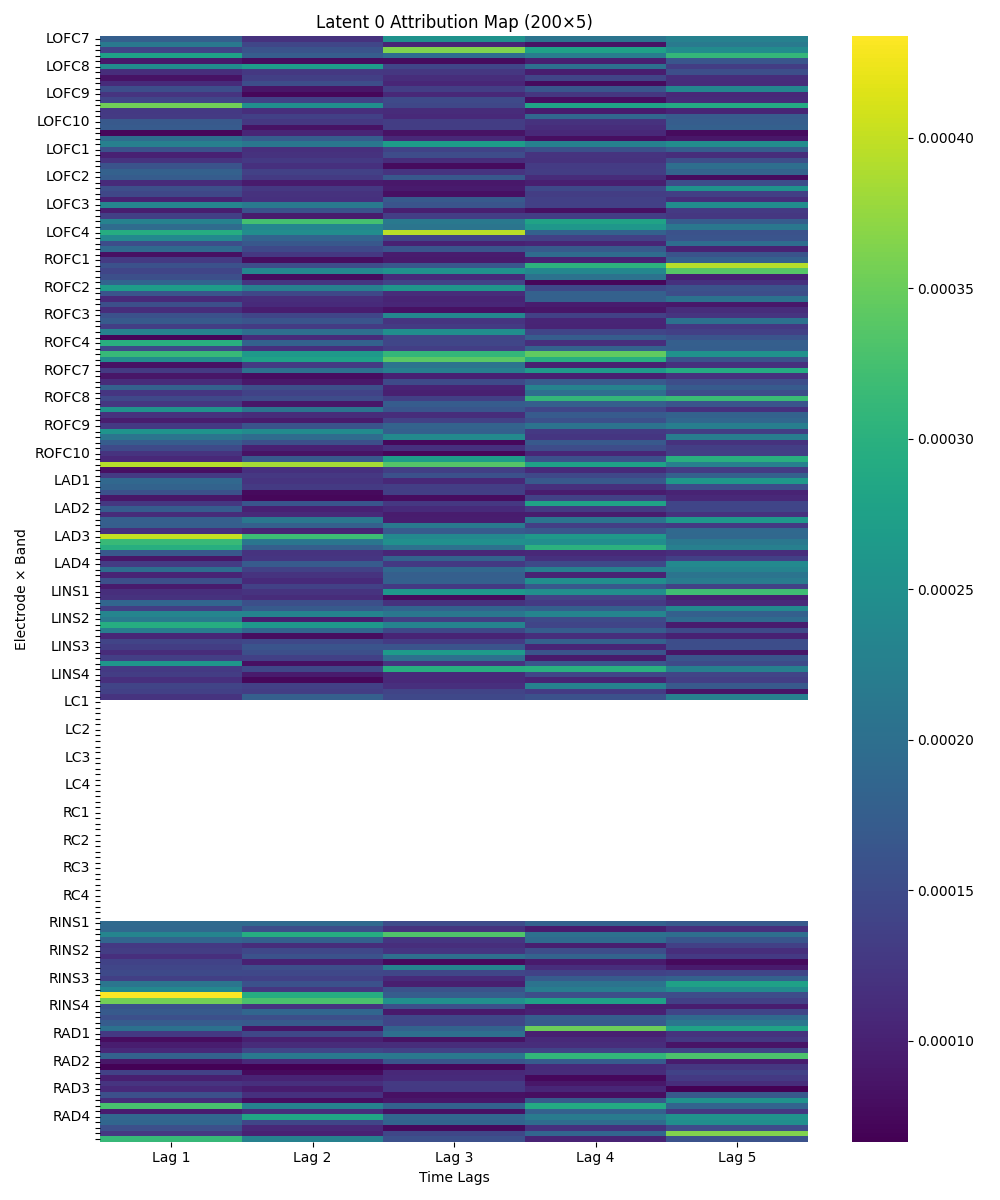 Latent 0 Attribution Map (200×5)
LOFC7
LOFC8
LOFC9
LOFC10
LOFC1
LOFC2
LOFC3
LOFC4
ROFC1
ROFC2
ROFC3
ROFC4
ROFC7
ROFC8
ROFC9
ROFC10
LAD1
LAD2
LAD3
LAD4
LINS1
LINS2
LINS3
LINS4
LC1
LC2
LC3
LC4
RC1
RC2
RC3
RC4
RINS1
RINS2
RINS3
RINS4
RAD1
RAD2
RAD3
RAD4
Electrode × Band
Lag 1 Lag 2 Lag 3 Lag 4 Lag 5
Time Lags
0.00040
0.00035
0.00030
0.00025
0.00020
0.00015
0.00010